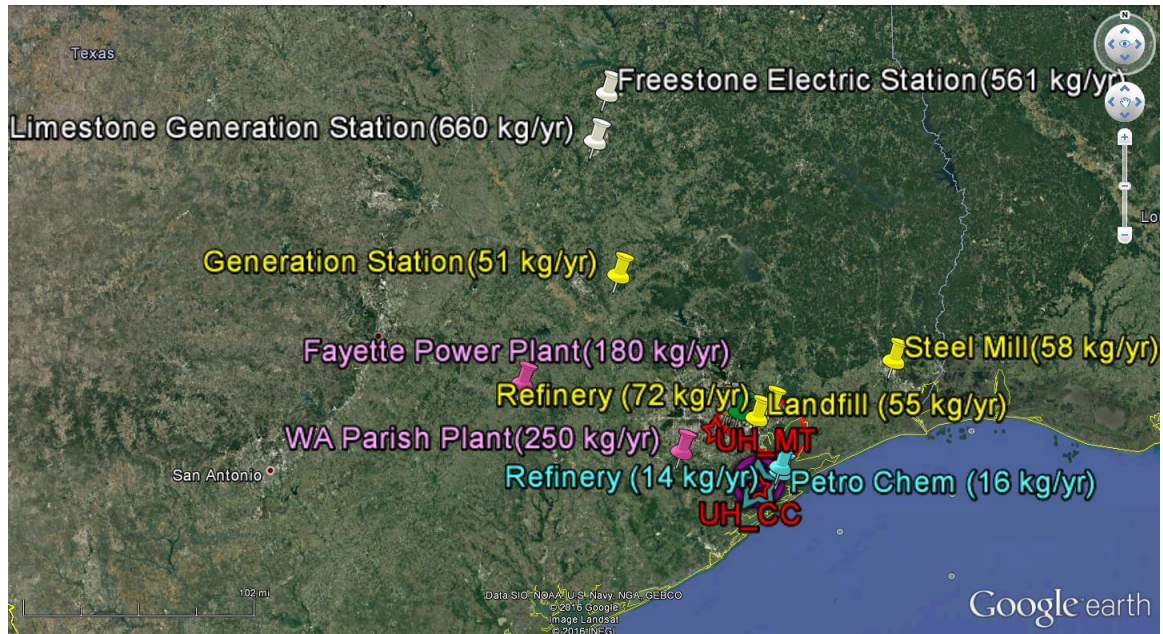 N
Texas
Freestone Electric Station(561 kg/yr)
Limestone Generation Station(660 kg/yr)
Generation Station(51 kg/yr)
Steel Mill(58 kg/yr)
Fayette Power Plant(180 kg/yr)
Refinery (72 kg/yr)
Landfill (55 kg/yr)
WA Parish Plant(250 kg/yr)
UH_MT
San Antonio
Refinery (14 kg/yr)
Petro Chem (16 kg/yr)
UH_CC
102 mi
Data SIO, NOAA, U.S. Navy, NGA, GEBCO
© 2016 Google
Image Landsat
© 2016 INEGI
Google earth